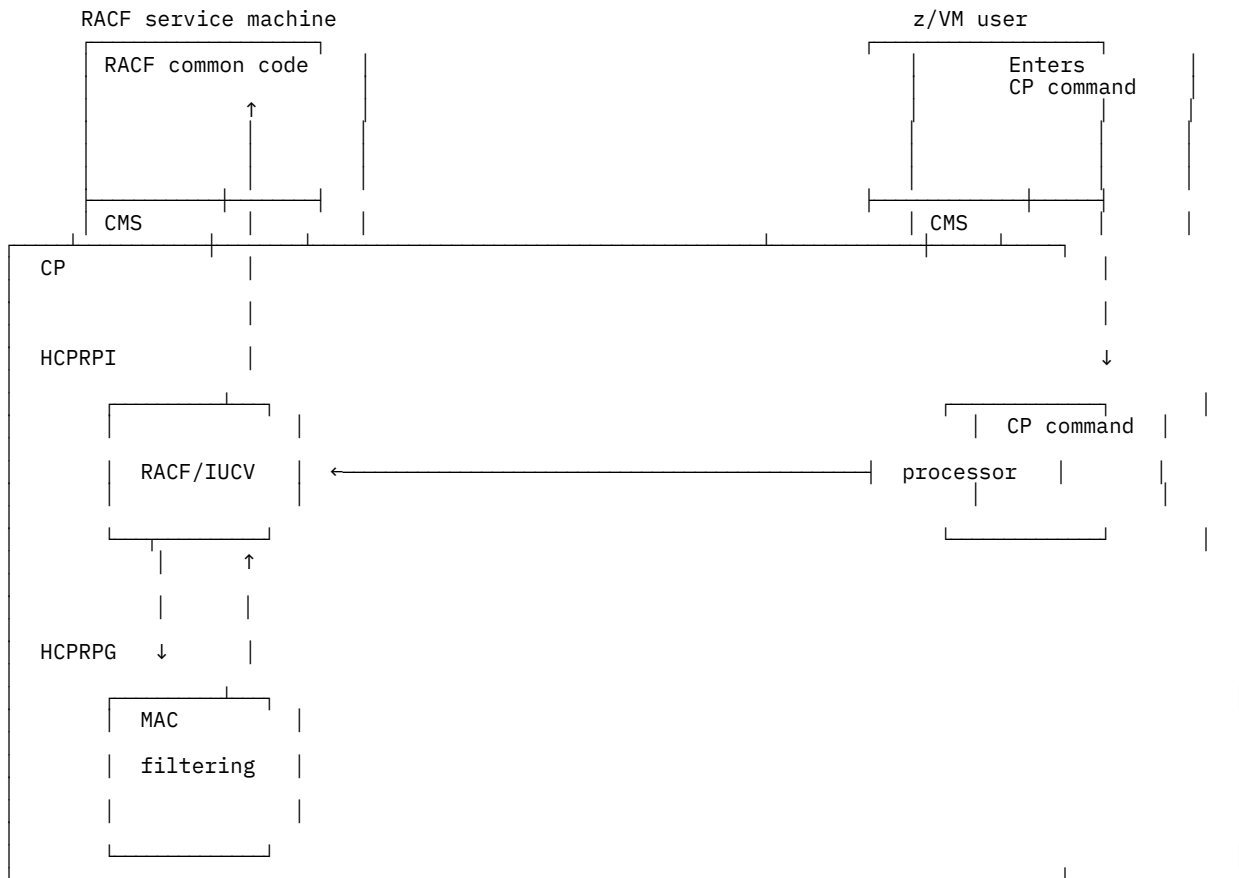 RACF service machine z/VM user
RACF common code Enters
CP command
CMS CMS
CP
HCPRPI
CP command
RACF/IUCV processor
HCPRPG
MAC
filtering